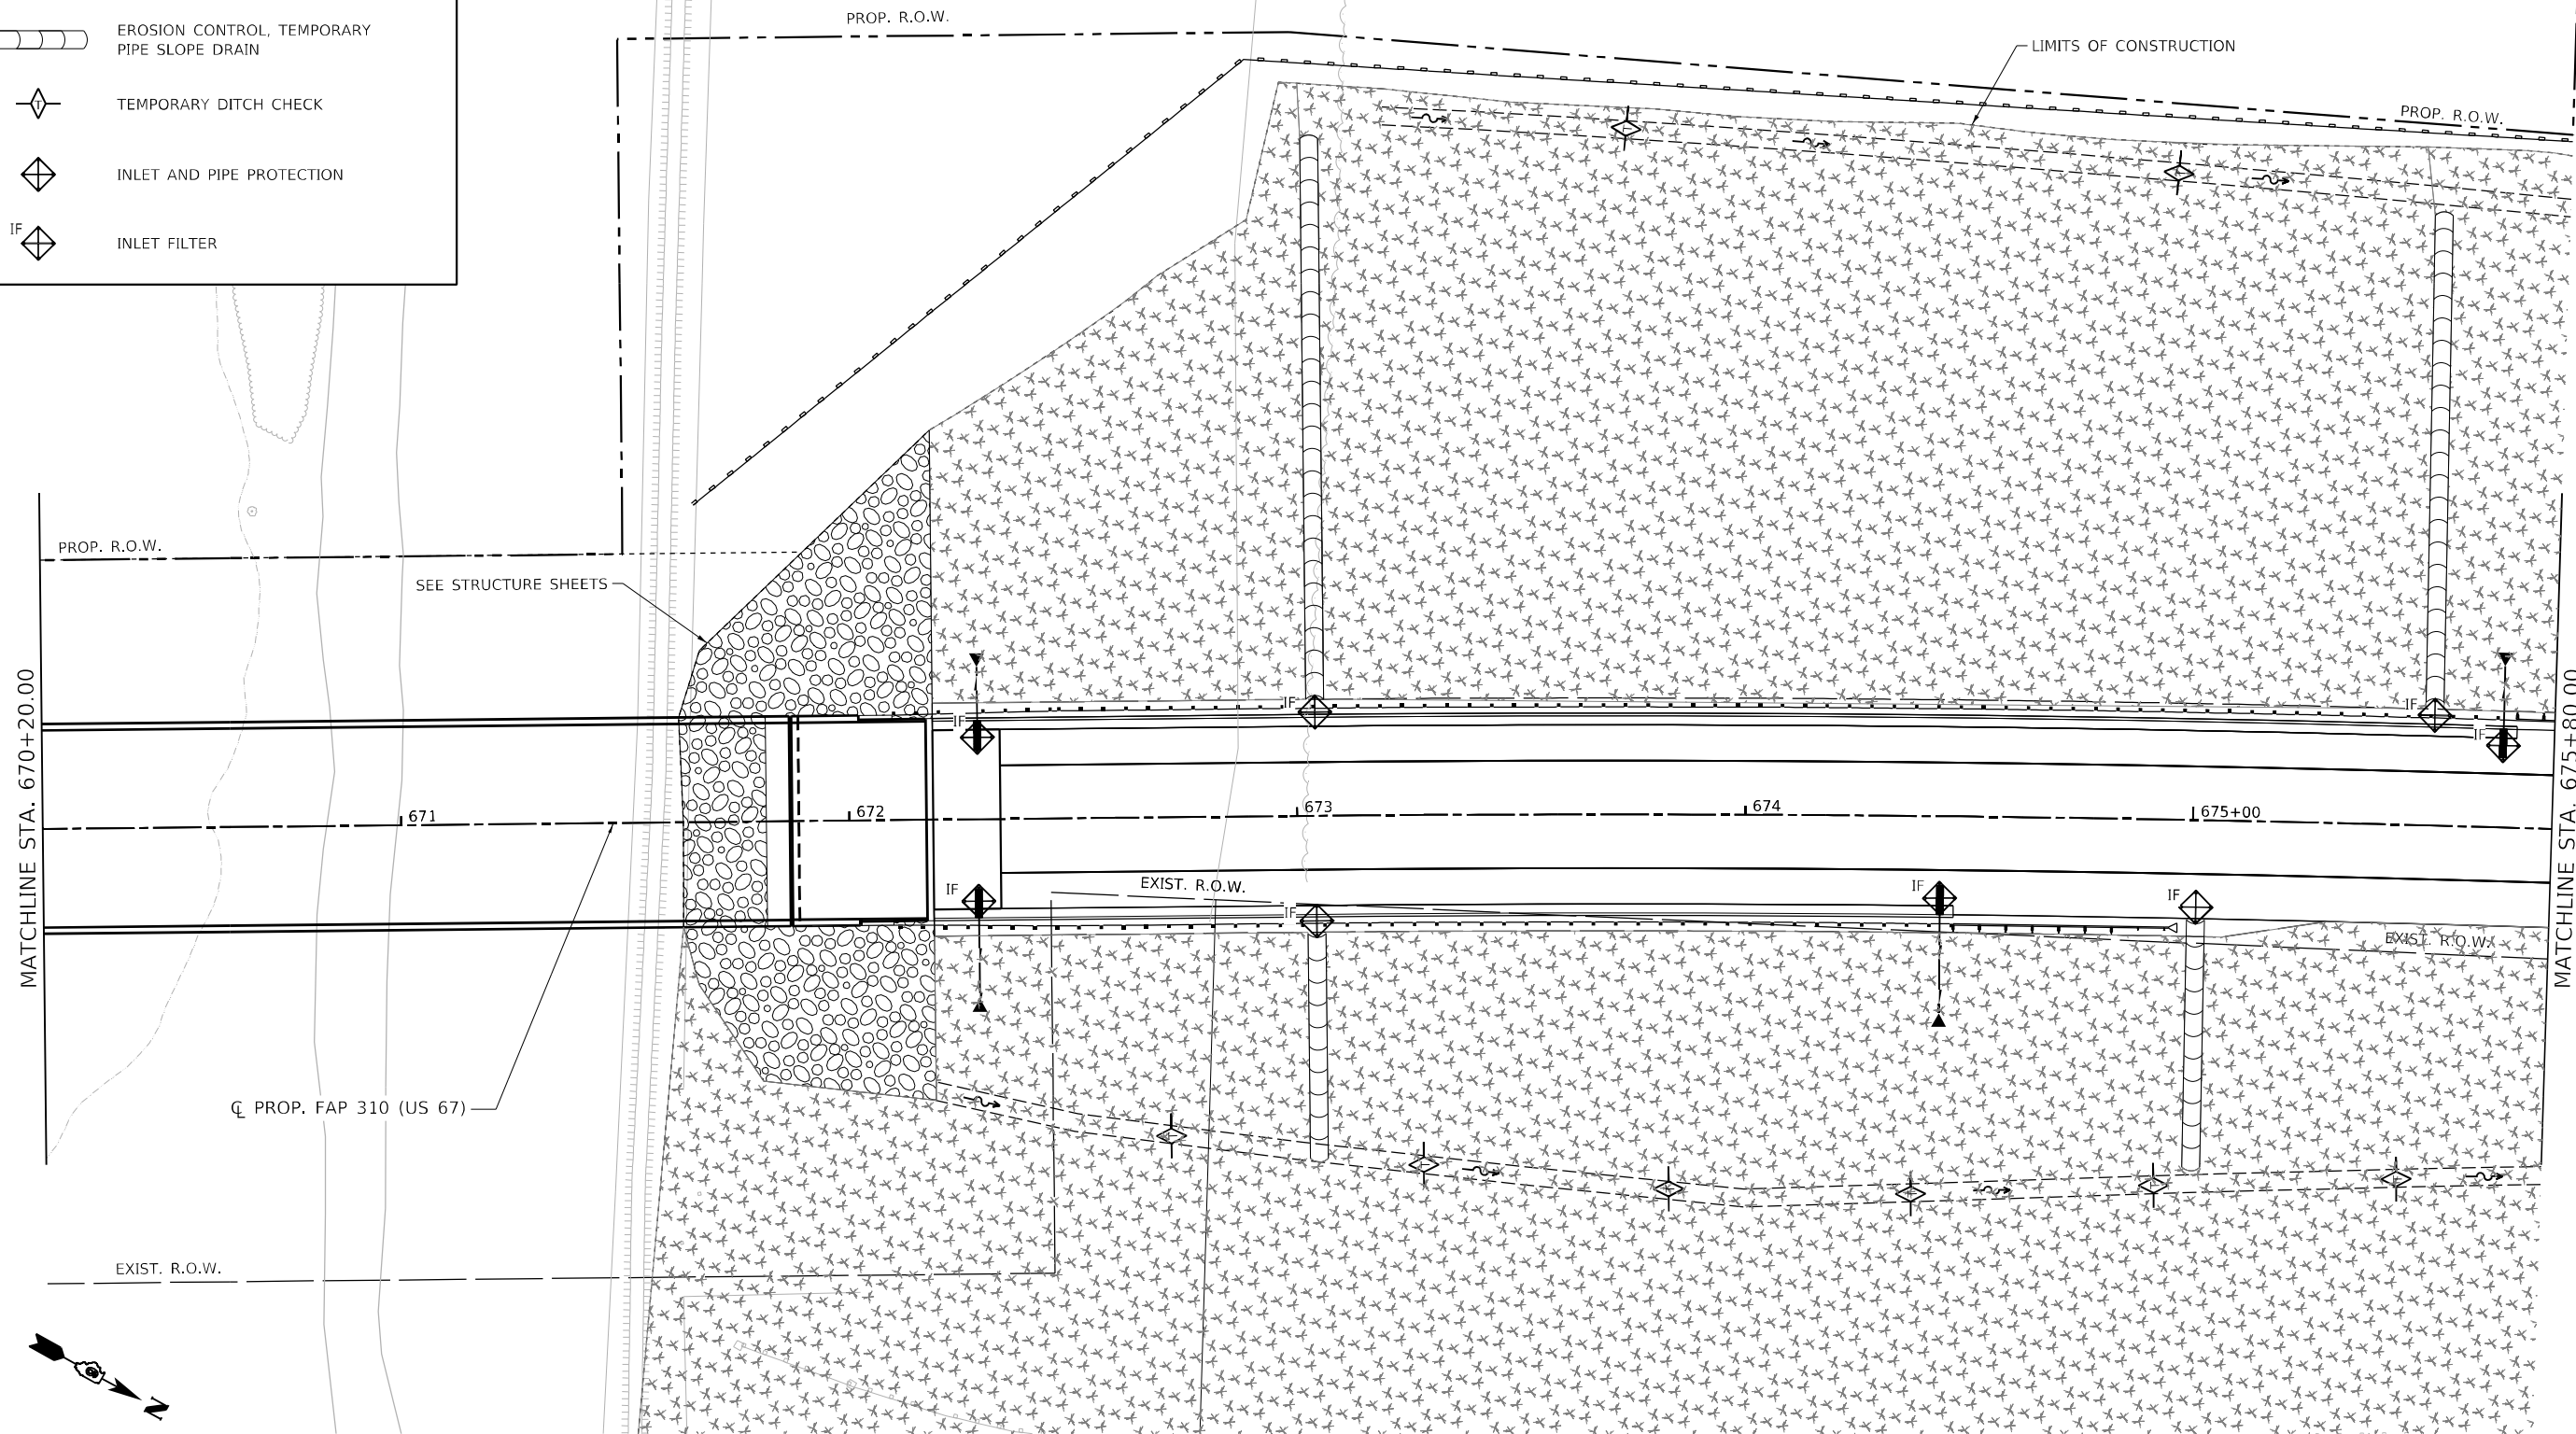 EROSION CONTROL, TEMPORARY
PIPE SLOPE DRAIN
T
TEMPORARY DITCH CHECK
INLET AND PIPE PROTECTION
IF
INLET FILTER
PROP. R.O.W.
LIMITS OF CONSTRUCTION
PROP. R.O.W.
PROP. R.O.W.
SEE STRUCTURE SHEETS
MATCHLINE STA. 670+20.00
MATCHLINE STA. 675+80.00
IF
IF
IF
IF
671
672
673
674
675+00
EXIST. R.O.W.
IF
IF
IF
IF
EXIST. R.O.W.
℄ PROP. FAP 310 (US 67)
EXIST. R.O.W.
N